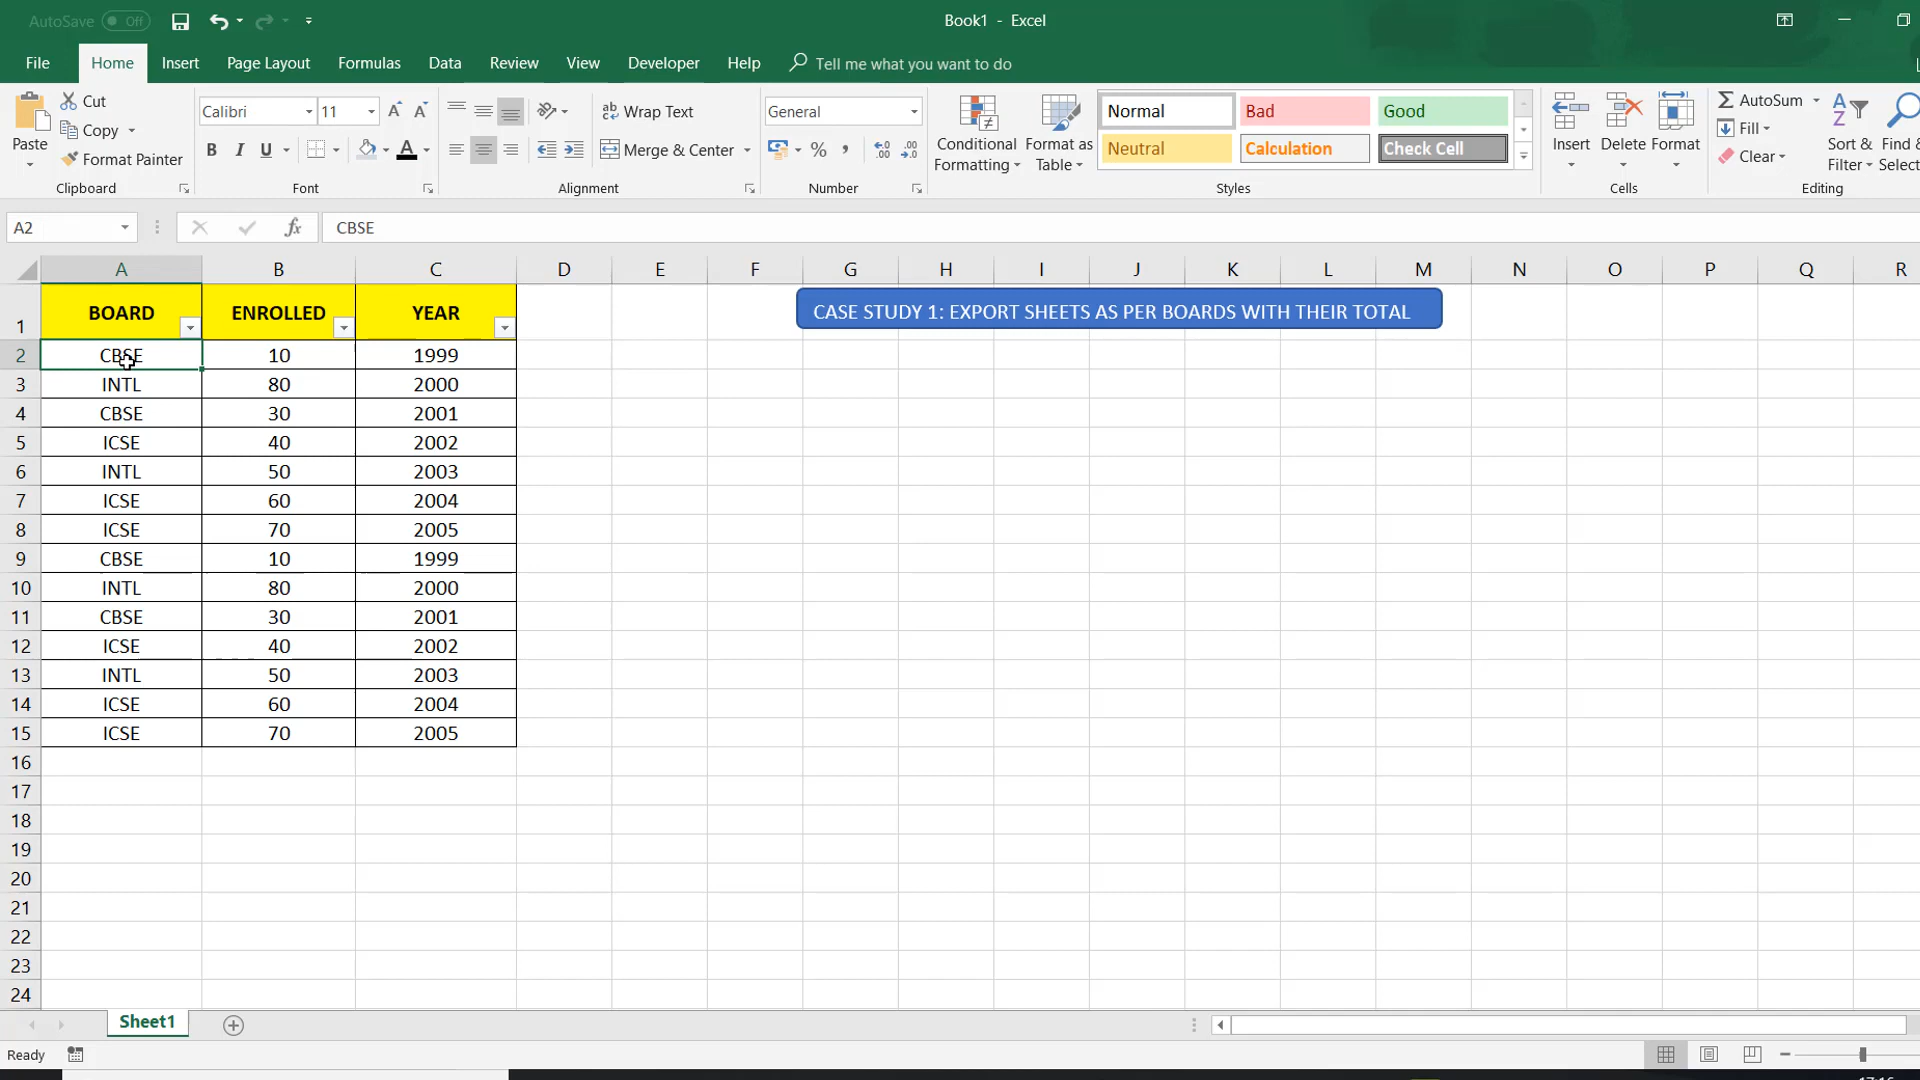 AutoSave Off
Book1 - Excel
File Home Insert Page Layout Formulas Data Review View Developer Help Tell me what you want to do
Paste
Cut
Copy
Format Painter
Clipboard
Calibri 11
B I U
Font
Wrap Text
Merge & Center
Alignment
General
Number
Conditional Formatting
Format as Table
Normal Bad Good
Neutral Calculation Check Cell
Styles
Insert Delete Format
Cells
AutoSum
Fill
Clear
Sort & Filter
Find & Select
Editing
A2 fx CBSE
A B C D E F G H I J K L M N O P Q R
1 BOARD ENROLLED YEAR CASE STUDY 1: EXPORT SHEETS AS PER BOARDS WITH THEIR TOTAL
2 CBSE 10 1999
3 INTL 80 2000
4 CBSE 30 2001
5 ICSE 40 2002
6 INTL 50 2003
7 ICSE 60 2004
8 ICSE 70 2005
9 CBSE 10 1999
10 INTL 80 2000
11 CBSE 30 2001
12 ICSE 40 2002
13 INTL 50 2003
14 ICSE 60 2004
15 ICSE 70 2005
16
17
18
19
20
21
22
23
24
Sheet1
Ready